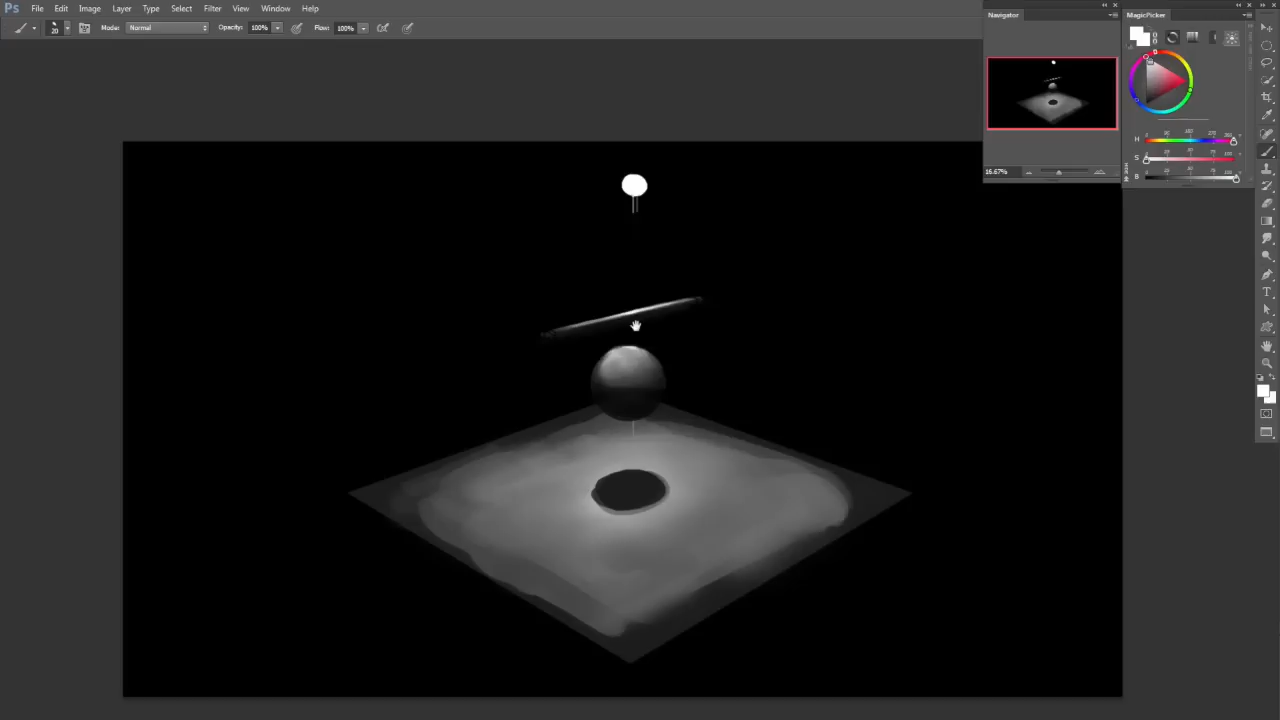 Ps File Edit Image Layer Type Select Filter View Window Help
20 Mode: Normal Opacity: 100% Flow: 100%
Navigator
16.67%
MagicPicker
H
S
B
T